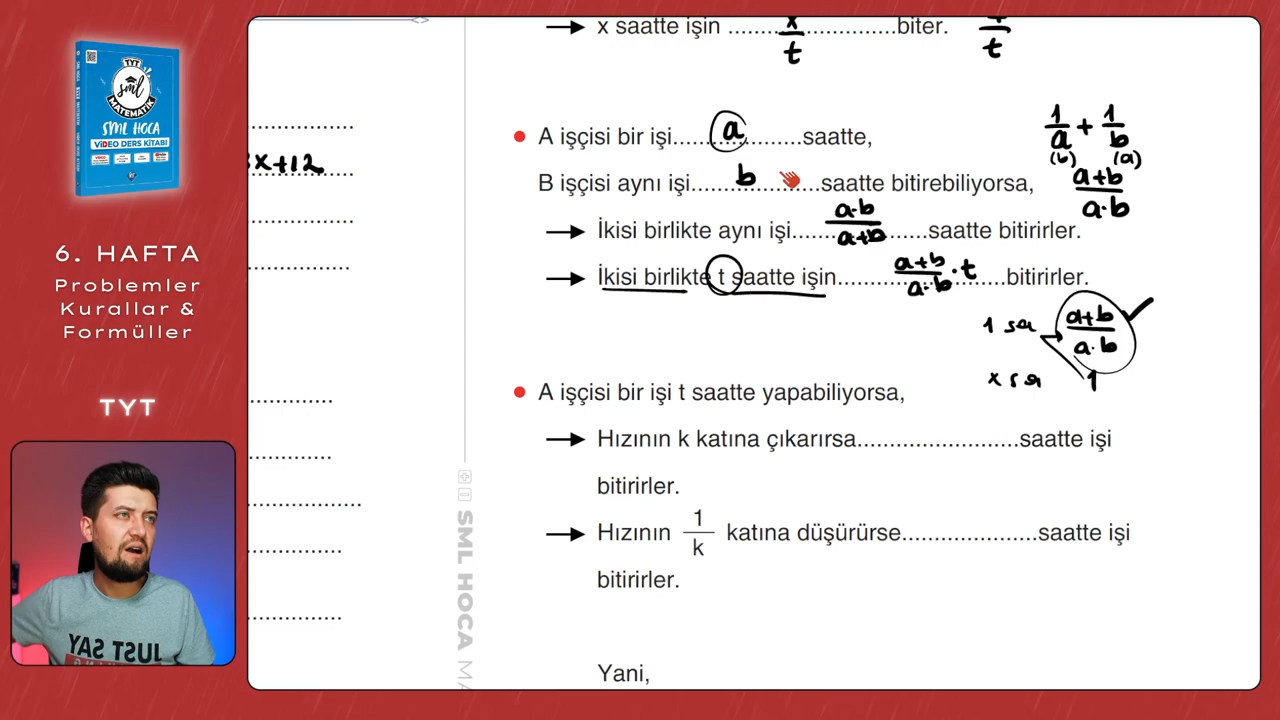 TYT
sml
MATEMATİK
SML HOCA
VİDEO DERS KİTABI
6. HAFTA
Problemler
Kurallar &
Formüller
TYT
JUST SAY
x+12
x saatte işin ..... x/t .....biter.
A işçisi bir işi..... a .....saatte,
B işçisi aynı işi..... b .....saatte bitirebiliyorsa,
İkisi birlikte aynı işi..... a·b/a+b .....saatte bitirirler.
İkisi birlikte t saatte işin..... a+b/a·b · t .....bitirirler.
1/a + 1/b
(b) (a)
a+b/a·b
1 sa a+b/a·b
x sa 1
A işçisi bir işi t saatte yapabiliyorsa,
Hızının k katına çıkarırsa...........................saatte işi
bitirirler.
Hızının 1/k katına düşürürse.......................saatte işi
bitirirler.
Yani,
SML HOCA